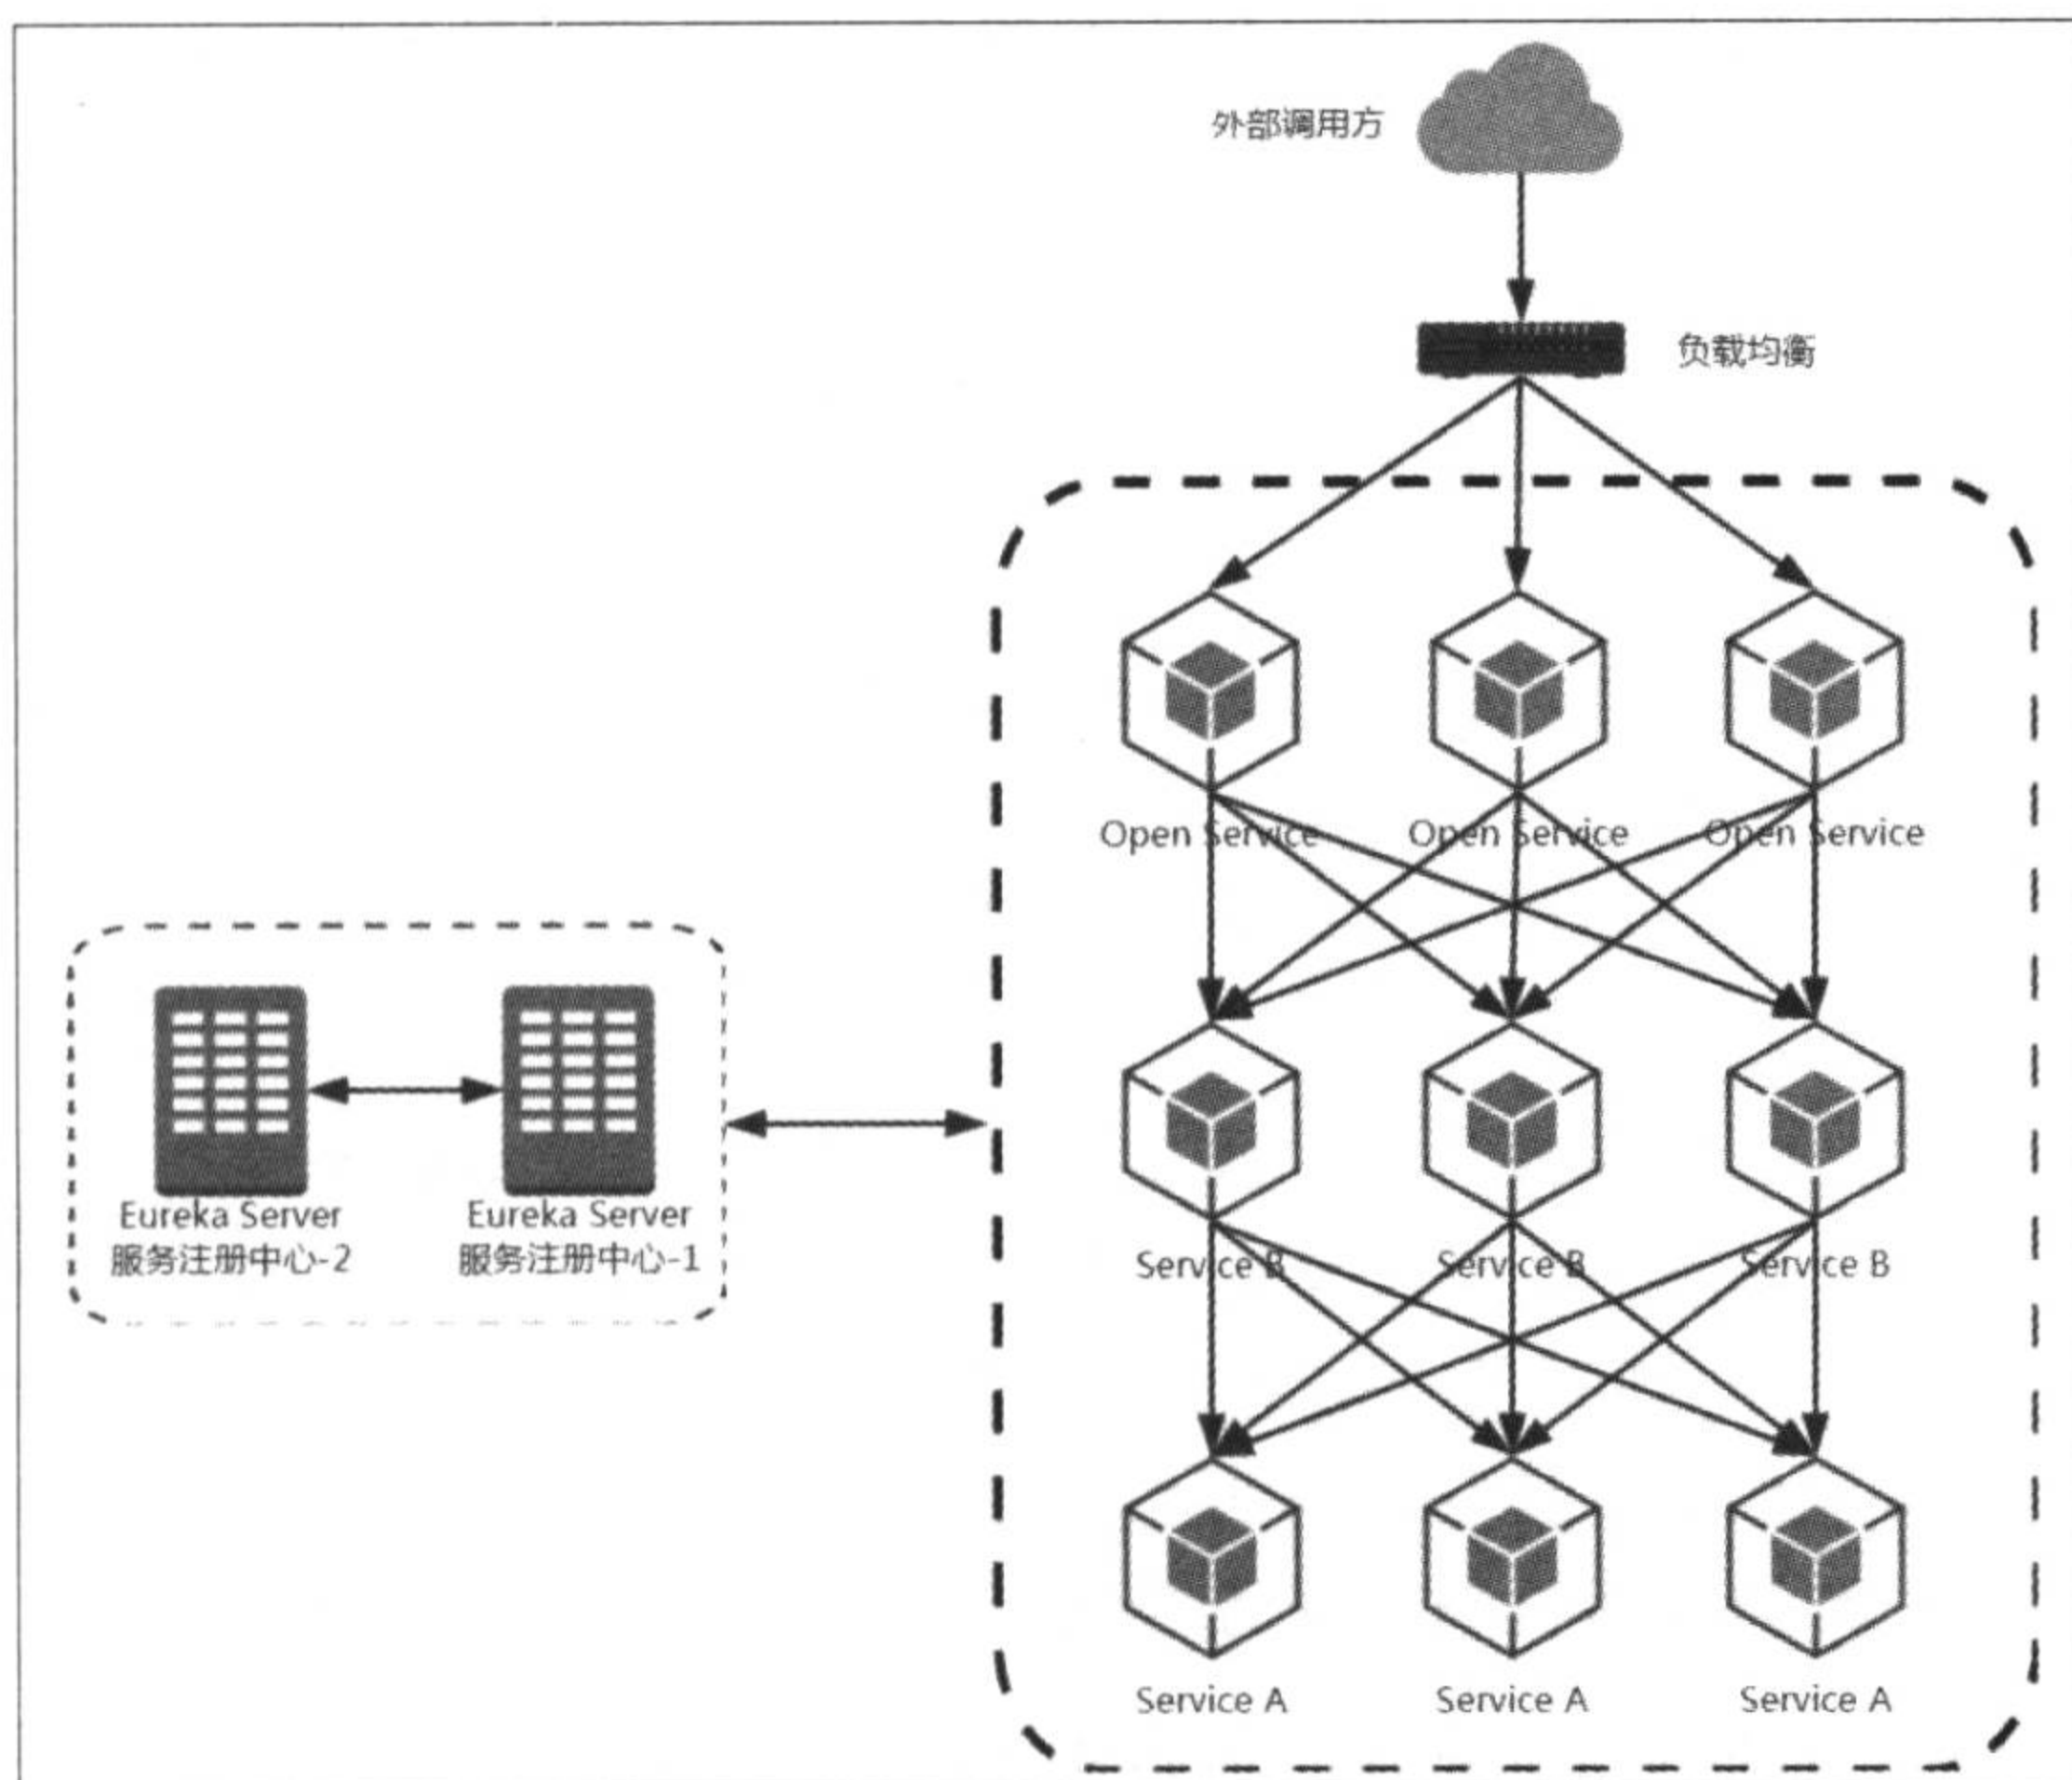 外部调用方
负载均衡
Open Service
Open Service
Open Service
Eureka Server
服务注册中心-2
Eureka Server
服务注册中心-1
Service B
Service B
Service B
Service A
Service A
Service A